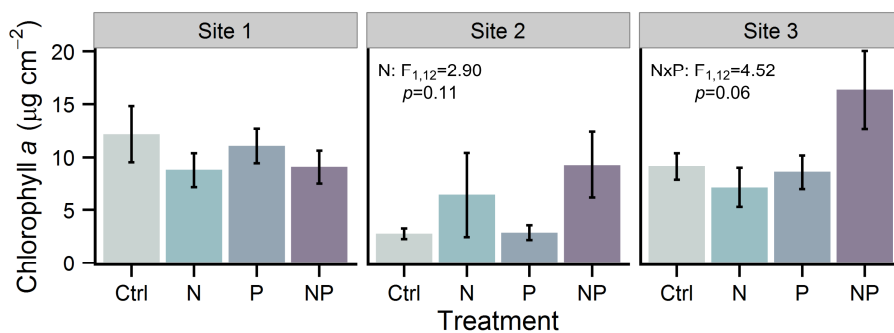 Site 1
Site 2
Site 3
Chlorophyll a (μg cm−2)
20
15
10
5
0
N: F1,12=2.90
p=0.11
NxP: F1,12=4.52
p=0.06
Ctrl N P NP
Ctrl N P NP
Ctrl N P NP
Treatment